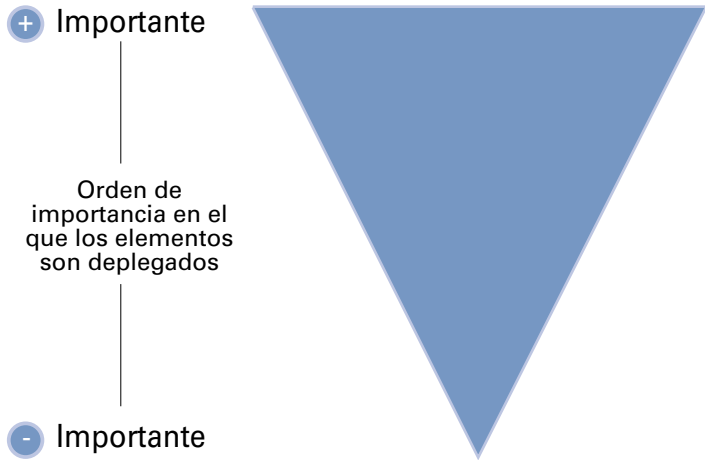 + Importante
Orden de
importancia en el
que los elementos
son deplegados
- Importante